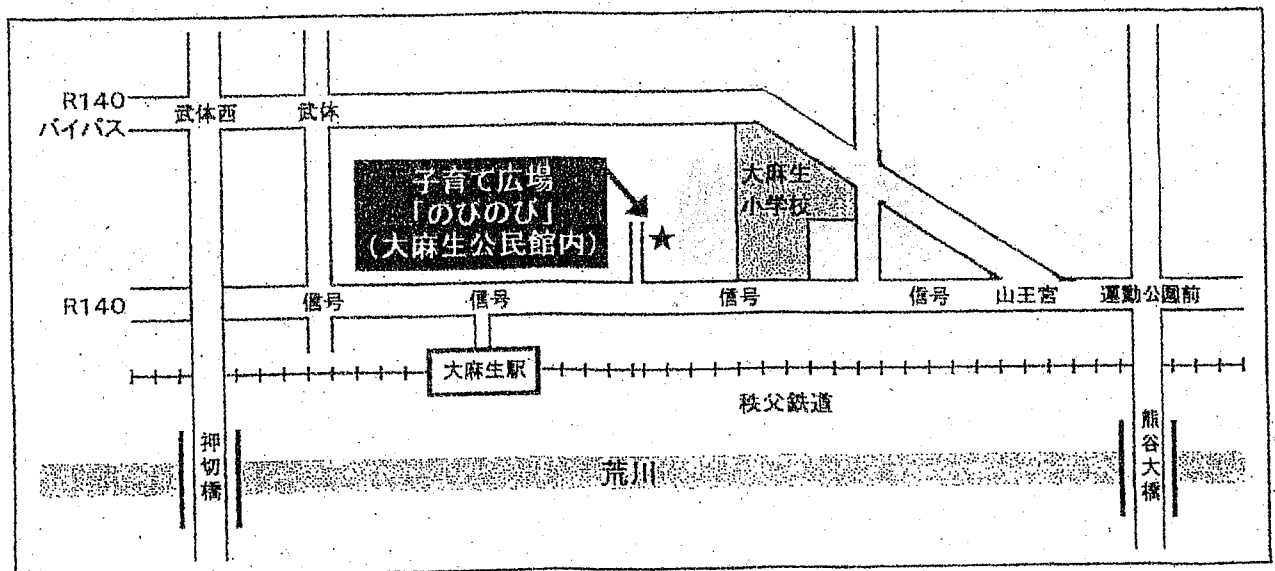 R140
バイパス
武体西
武体
子育て広場
「のびのび」
(大麻生公民館内)
★
大麻生
小学校
R140
信号
信号
信号
信号
山王宮
運動公園前
大麻生駅
秩父鉄道
押切橋
荒川
熊谷大橋